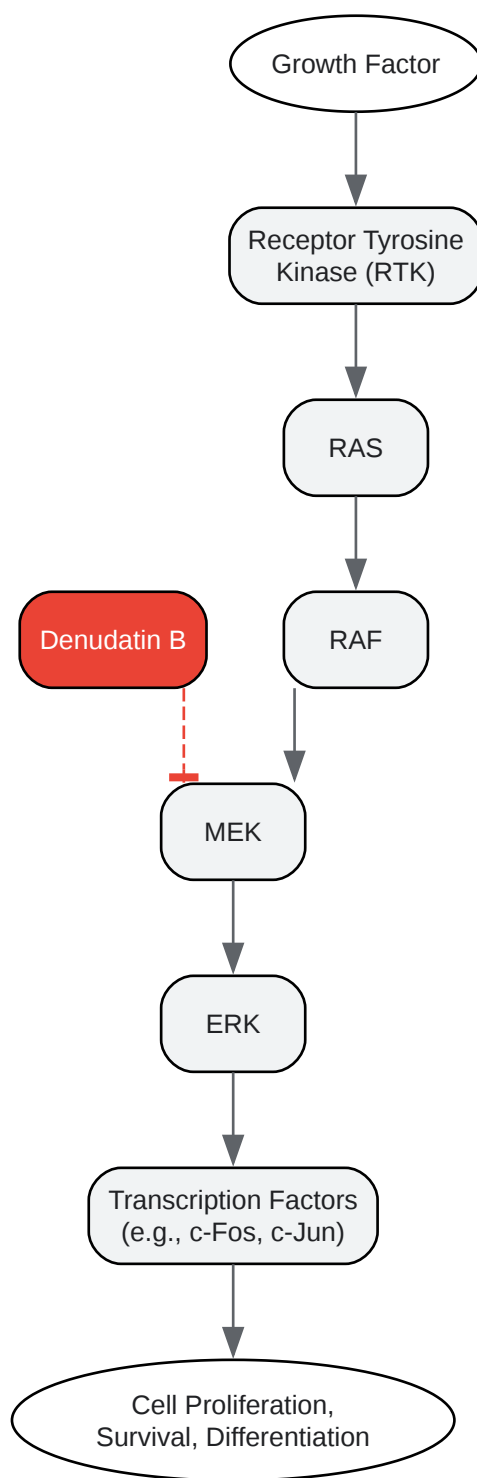 Growth Factor
Receptor Tyrosine
Kinase (RTK)
RAS
Denudatin B
RAF
MEK
ERK
Transcription Factors
(e.g., c-Fos, c-Jun)
Cell Proliferation,
Survival, Differentiation